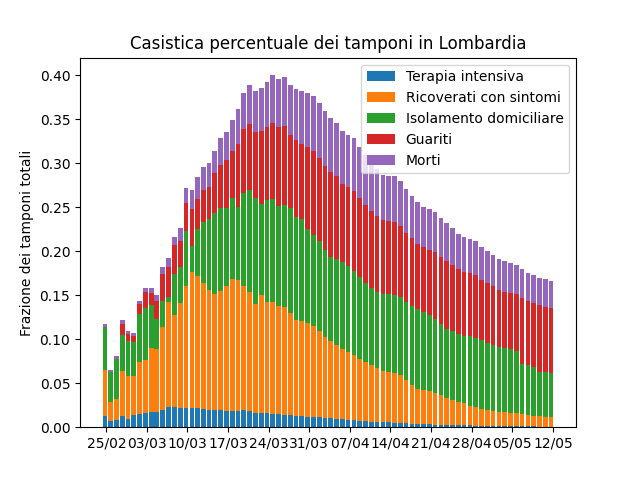 Casistica percentuale dei tamponi in Lombardia
Frazione dei tamponi totali
0.40
0.35
0.30
0.25
0.20
0.15
0.10
0.05
0.00
Terapia intensiva
Ricoverati con sintomi
Isolamento domiciliare
Guariti
Morti
25/02 03/03 10/03 17/03 24/03 31/03 07/04 14/04 21/04 28/04 05/05 12/05